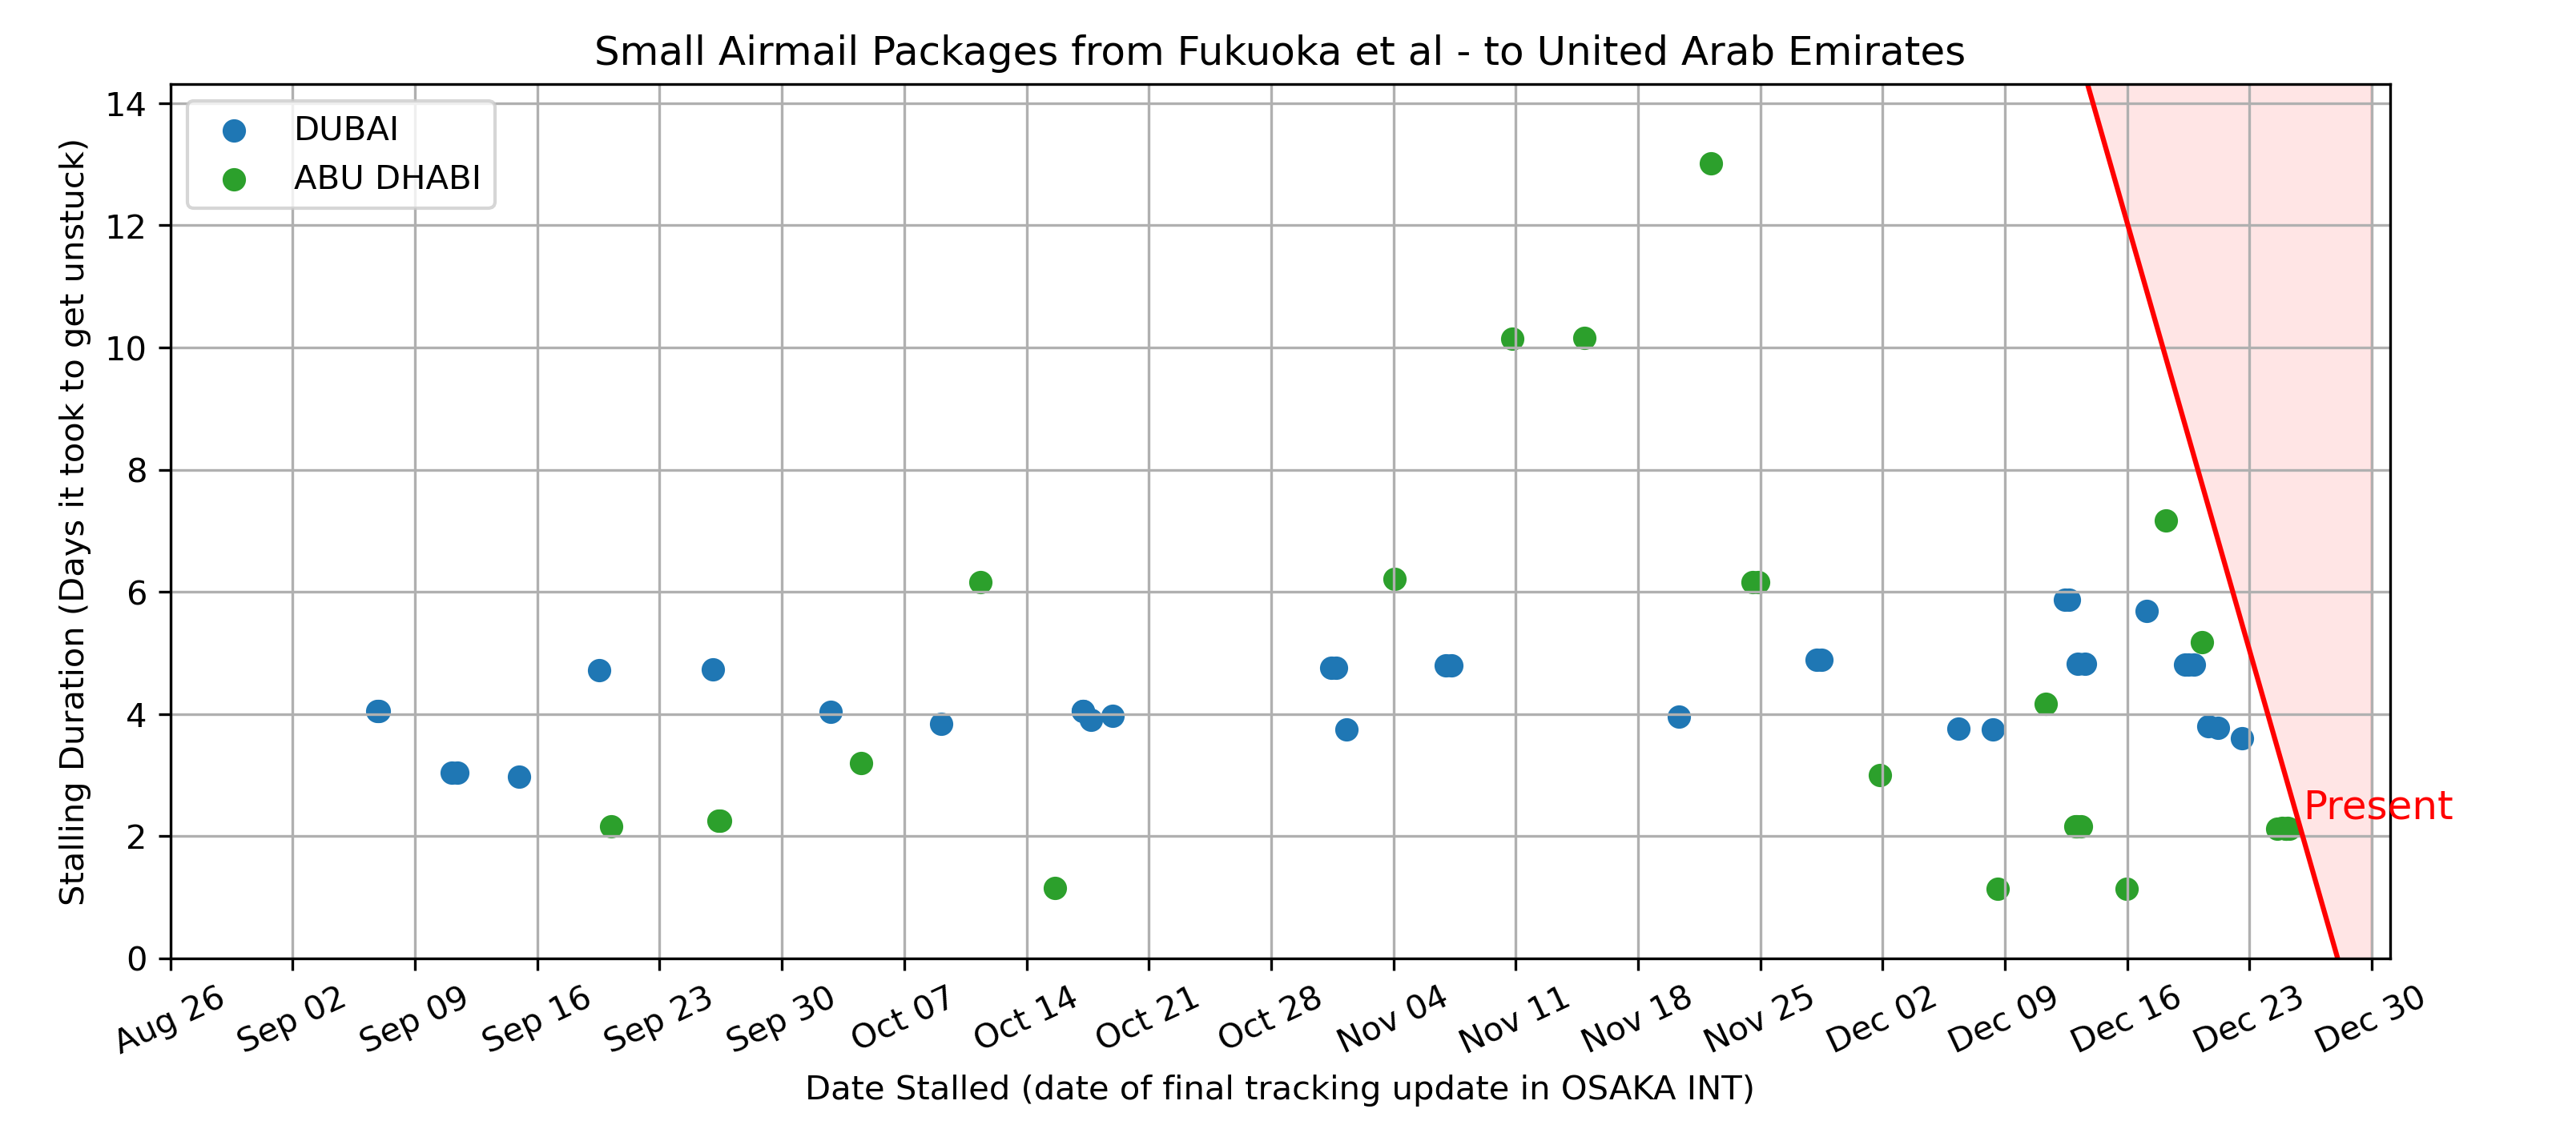 Small Airmail Packages from Fukuoka et al - to United Arab Emirates
DUBAI
ABU DHABI
Stalling Duration (Days it took to get unstuck)
14
12
10
8
6
4
2
0
Present
Aug 26
Sep 02
Sep 09
Sep 16
Sep 23
Sep 30
Oct 07
Oct 14
Oct 21
Oct 28
Nov 04
Nov 11
Nov 18
Nov 25
Dec 02
Dec 09
Dec 16
Dec 23
Dec 30
Date Stalled (date of final tracking update in OSAKA INT)